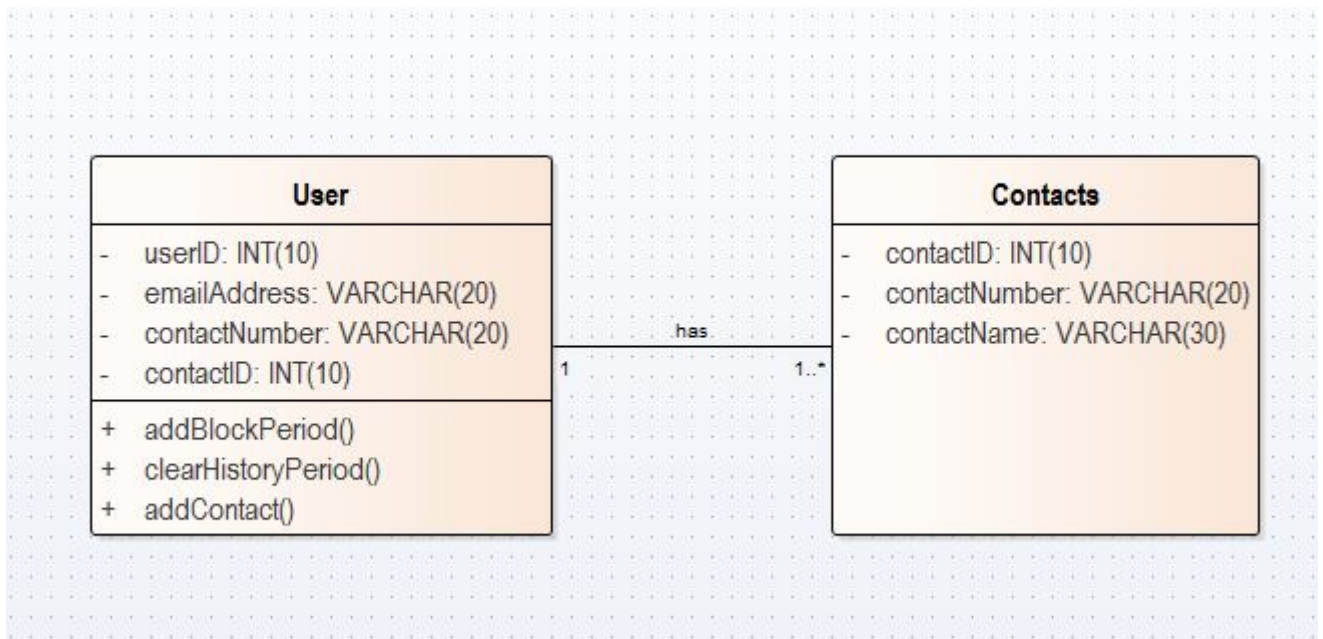 User
- userID: INT(10)
- emailAddress: VARCHAR(20)
- contactNumber: VARCHAR(20)
- contactID: INT(10)
+ addBlockPeriod()
+ clearHistoryPeriod()
+ addContact()
has
1
1..*
Contacts
- contactID: INT(10)
- contactNumber: VARCHAR(20)
- contactName: VARCHAR(30)